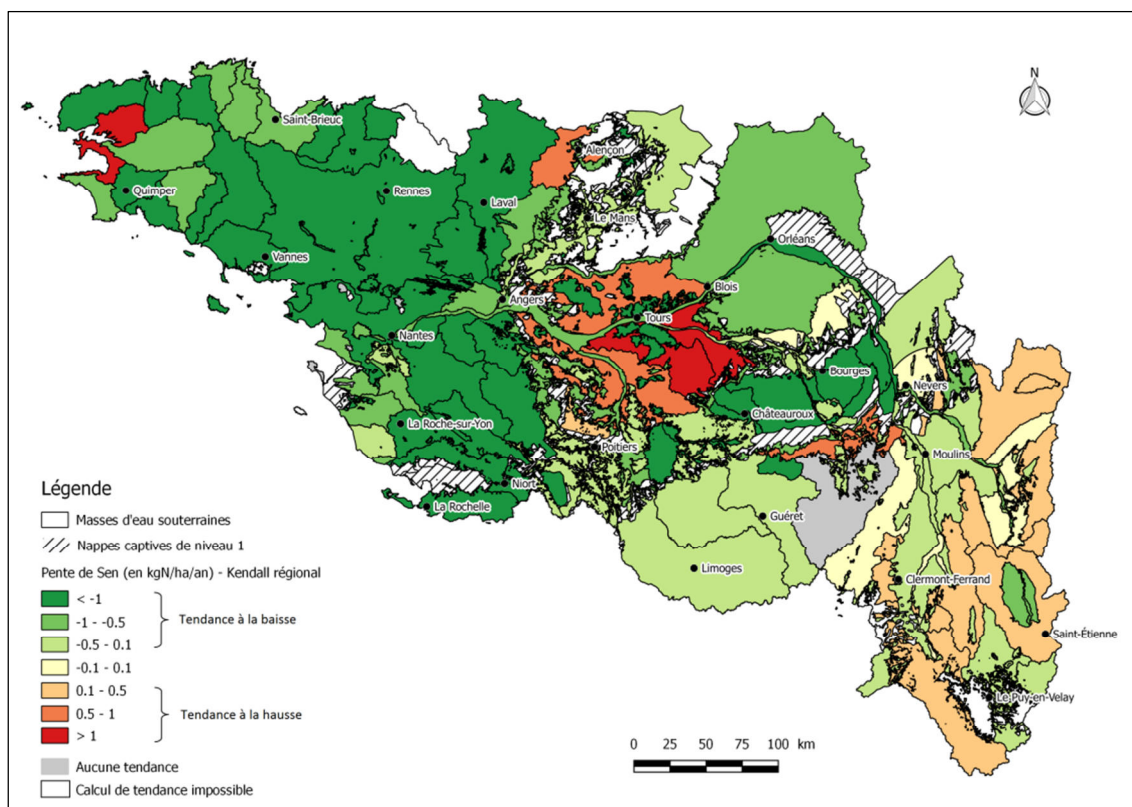 N
Saint-Brieuc
Alençon
Quimper
Rennes
Laval
Le Mans
Orléans
Vannes
Blois
Angers
Tours
Nantes
Bourges
Nevers
Châteauroux
La Roche-sur-Yon
Poitiers
Moulins
Niort
La Rochelle
Guéret
Limoges
Clermont-Ferrand
Saint-Étienne
Le Puy-en-Velay
Légende
Masses d'eau souterraines
Nappes captives de niveau 1
Pente de Sen (en kgN/ha/an) - Kendall régional
< -1
-1 - -0.5
Tendance à la baisse
-0.5 - 0.1
-0.1 - 0.1
0.1 - 0.5
0.5 - 1
Tendance à la hausse
> 1
Aucune tendance
Calcul de tendance impossible
0 25 50 75 100 km